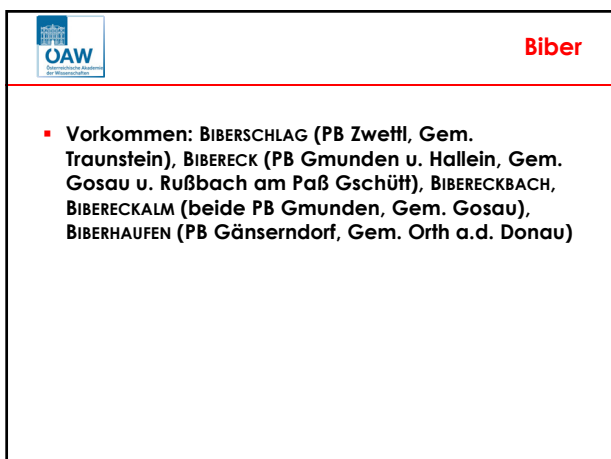 ÖAW
Österreichische Akademie
der Wissenschaften
Biber
▪ Vorkommen: BIBERSCHLAG (PB Zwettl, Gem.
Traunstein), BIBERECK (PB Gmunden u. Hallein, Gem.
Gosau u. Rußbach am Paß Gschütt), BIBERECKBACH,
BIBERECKALM (beide PB Gmunden, Gem. Gosau),
BIBERHAUFEN (PB Gänserndorf, Gem. Orth a.d. Donau)